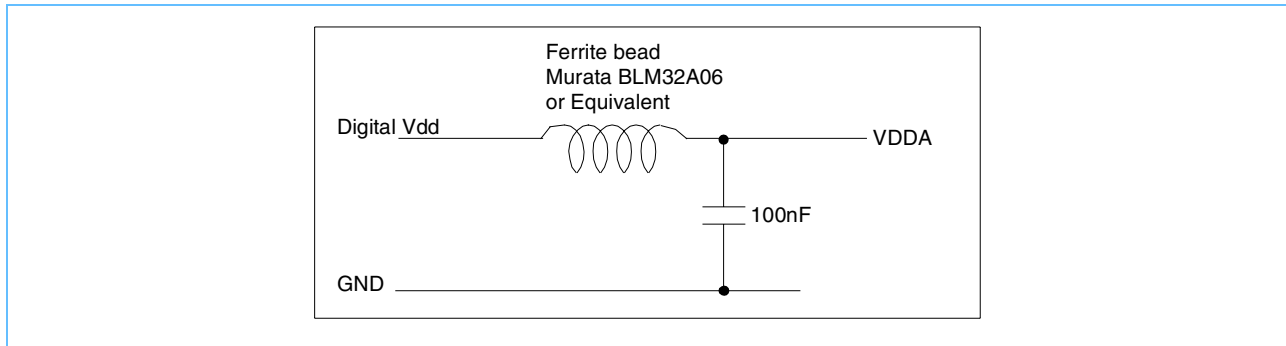 Ferrite bead
Murata BLM32A06
or Equivalent
Digital Vdd
VDDA
100nF
GND